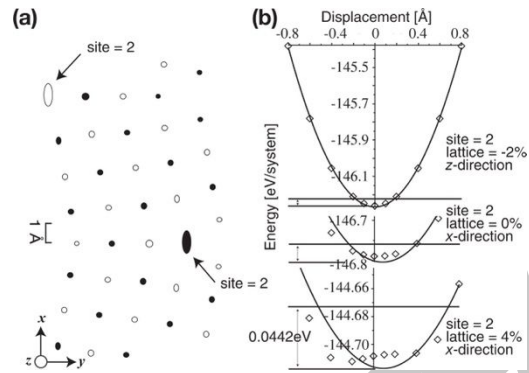 (a)
site = 2
1 Å
site = 2
x
z
y
(b)
Displacement [Å]
-0.8 -0.4 0 0.4 0.8
Energy [eV/system]
-145.5
-145.7
-145.9
-146.1
site = 2
lattice = -2%
z-direction
-146.7
-146.8
site = 2
lattice = 0%
x-direction
-144.66
-144.68
-144.70
0.0442eV
site = 2
lattice = 4%
x-direction